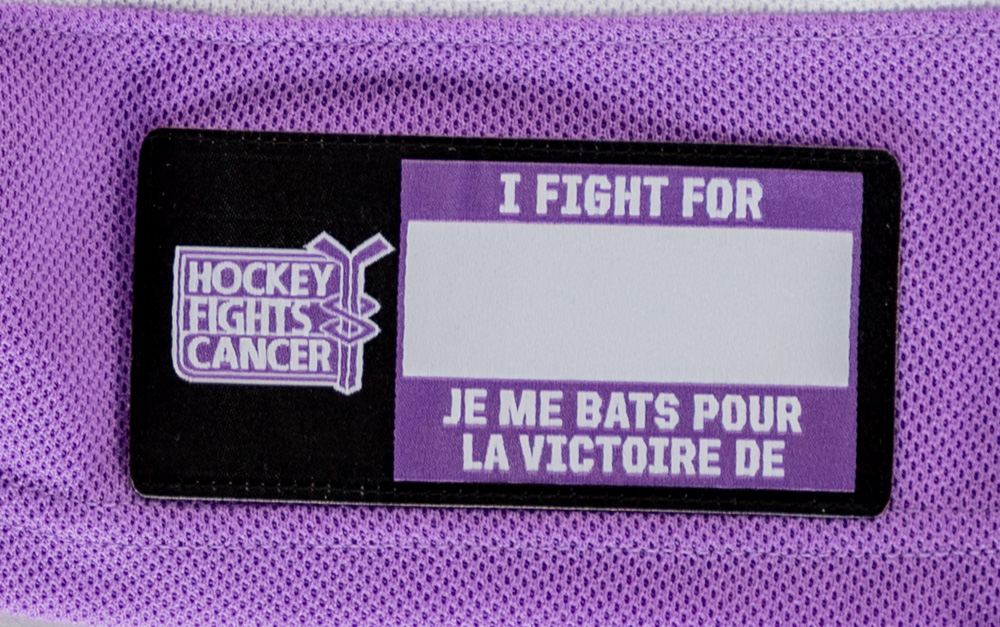 HOCKEY
FIGHTS
CANCER
I FIGHT FOR
JE ME BATS POUR
LA VICTOIRE DE